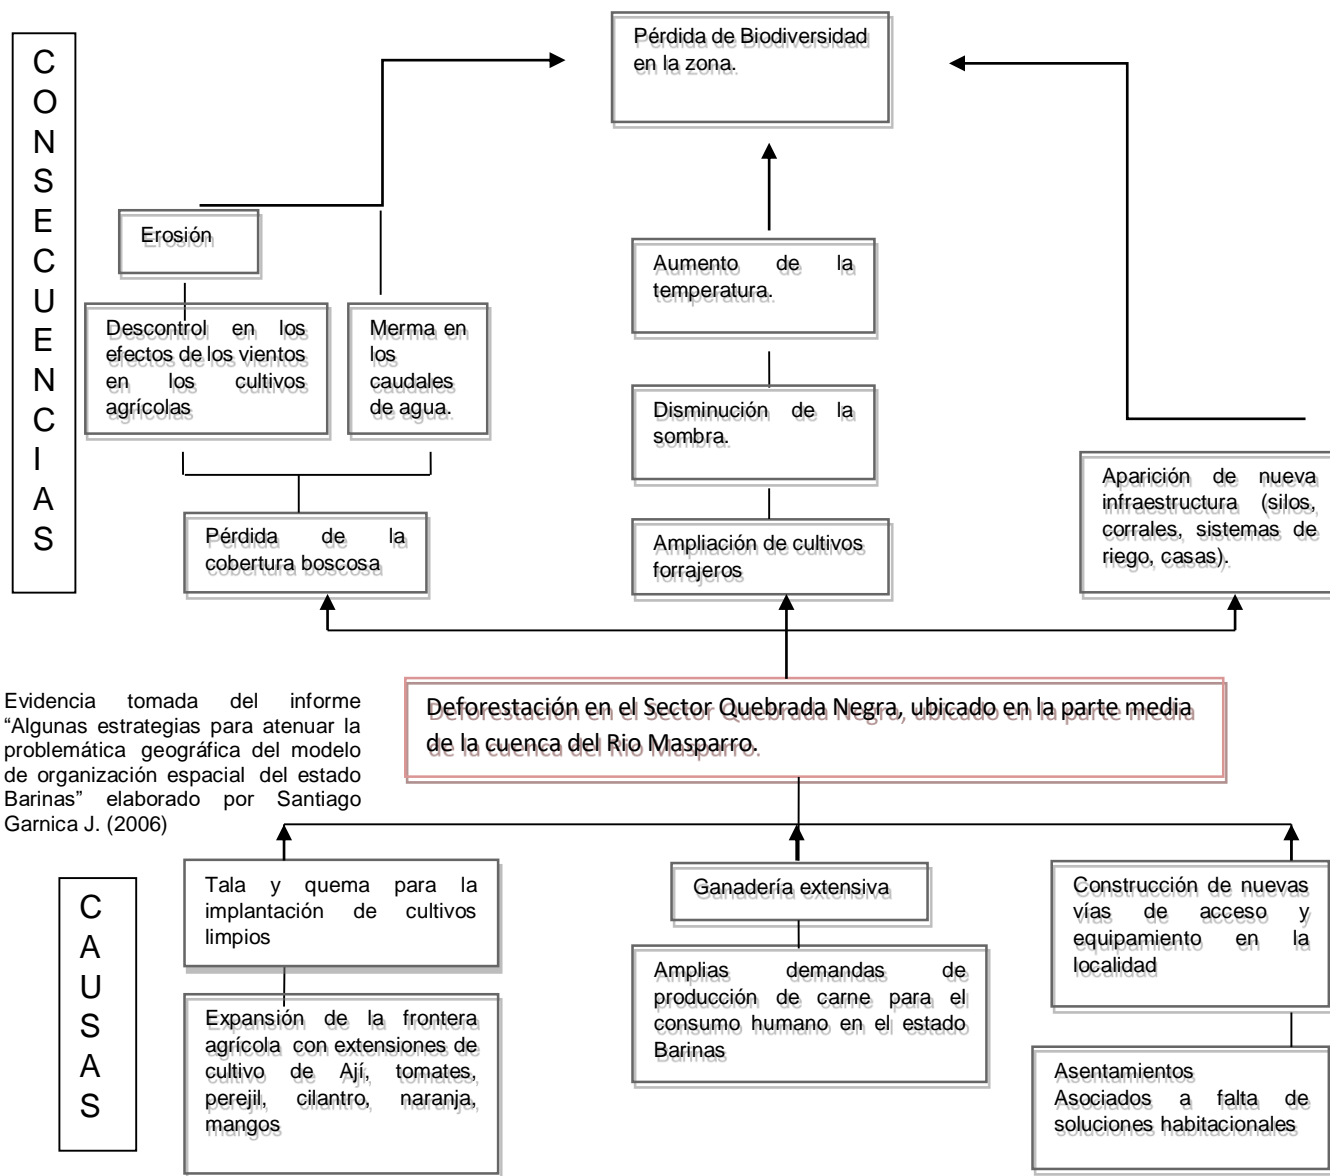 CONSECUENCIAS
Pérdida de Biodiversidad
en la zona.
Erosión
Descontrol en los
efectos de los vientos
en los cultivos
agrícolas
Merma en
los
caudales
de agua.
Aumento de la
temperatura.
Disminución de la
sombra.
Pérdida de la
cobertura boscosa
Ampliación de cultivos
forrajeros
Aparición de nueva
infraestructura (silos,
corrales, sistemas de
riego, casas).
Evidencia tomada del informe
“Algunas estrategias para atenuar la
problemática geográfica del modelo
de organización espacial del estado
Barinas” elaborado por Santiago
Garnica J. (2006)
Deforestación en el Sector Quebrada Negra, ubicado en la parte media
de la cuenca del Rio Masparro.
CAUSAS
Tala y quema para la
implantación de cultivos
limpios
Expansión de la frontera
agrícola con extensiones de
cultivo de Ají, tomates,
perejil, cilantro, naranja,
mangos
Ganadería extensiva
Amplias demandas de
producción de carne para el
consumo humano en el estado
Barinas
Construcción de nuevas
vías de acceso y
equipamiento en la
localidad
Asentamientos
Asociados a falta de
soluciones habitacionales